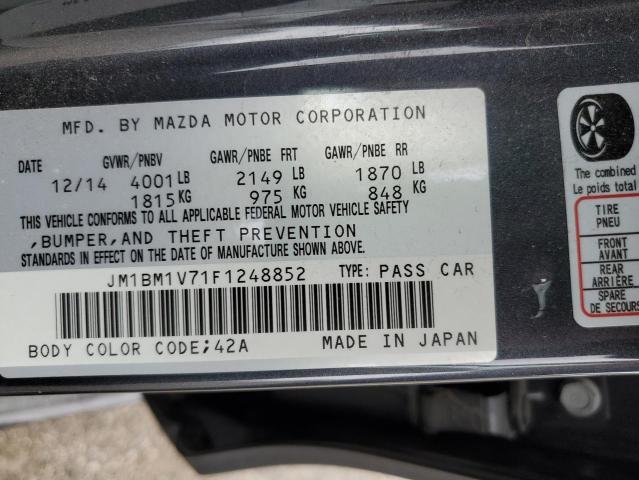 MFD. BY MAZDA MOTOR CORPORATION
DATE GVWR/PNBV GAWR/PNBE FRT GAWR/PNBE RR
12/14 4001 LB 2149 LB 1870 LB
1815 KG 975 KG 848 KG
THIS VEHICLE CONFORMS TO ALL APPLICABLE FEDERAL MOTOR VEHICLE SAFETY
,BUMPER,AND THEFT PREVENTION
STANDARDS IN EFFECT ON THE DATE OF MANUFACTURE SHOWN ABOVE.
JM1BM1V71F1248852 TYPE: PASS CAR
BODY COLOR CODE;42A MADE IN JAPAN
The combined
Le poids total
TIRE
PNEU
FRONT
AVANT
REAR
ARRIÈRE
SPARE
DE SECOURS